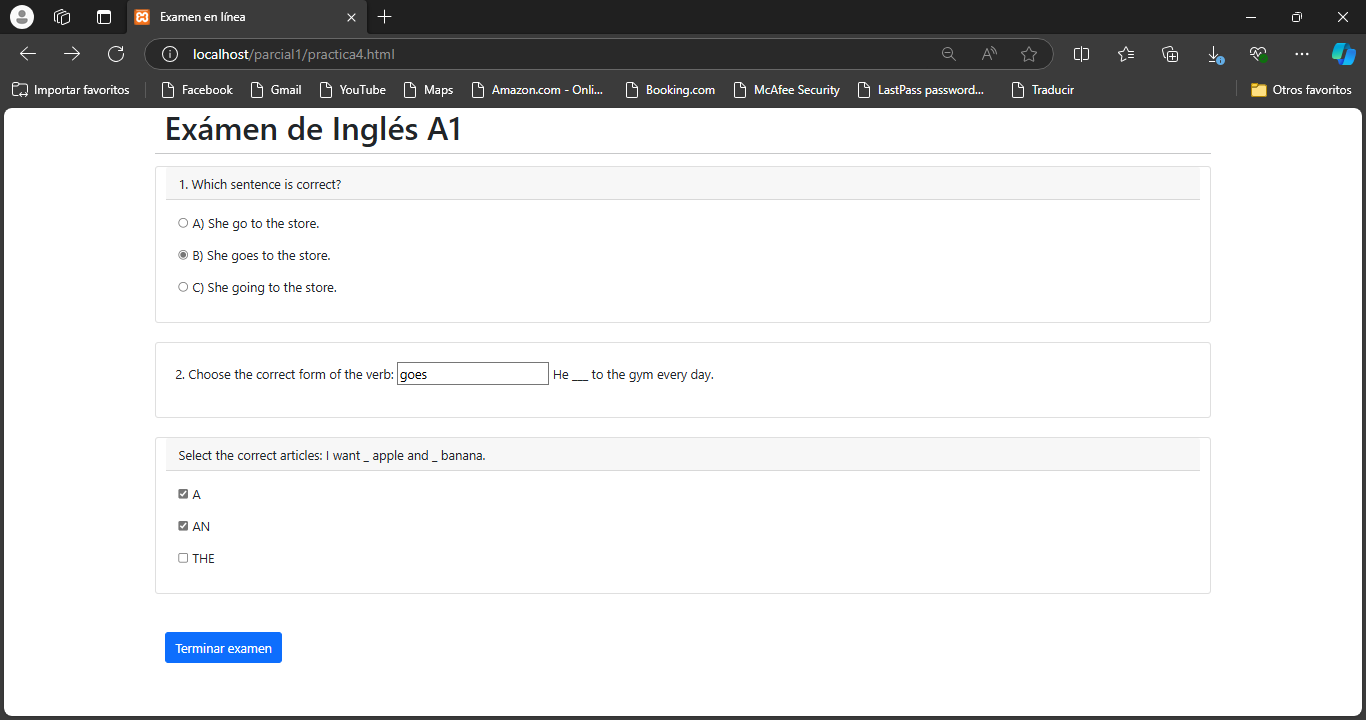 Examen en línea
localhost/parcial1/practica4.html
Importar favoritos Facebook Gmail YouTube Maps Amazon.com - Onli... Booking.com McAfee Security LastPass password... Traducir Otros favoritos
Exámen de Inglés A1
1. Which sentence is correct?
A) She go to the store.
B) She goes to the store.
C) She going to the store.
2. Choose the correct form of the verb: goes He ___ to the gym every day.
Select the correct articles: I want _ apple and _ banana.
A
AN
THE
Terminar examen